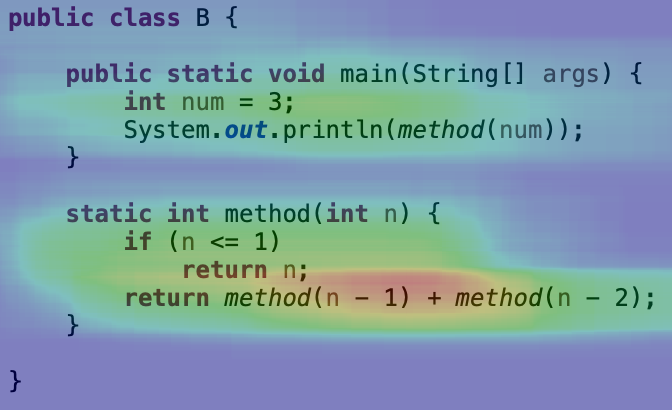 public class B {
    public static void main(String[] args) {
        int num = 3;
        System.out.println(method(num));
    }
    static int method(int n) {
        if (n <= 1)
            return n;
        return method(n - 1) + method(n - 2);
    }
}